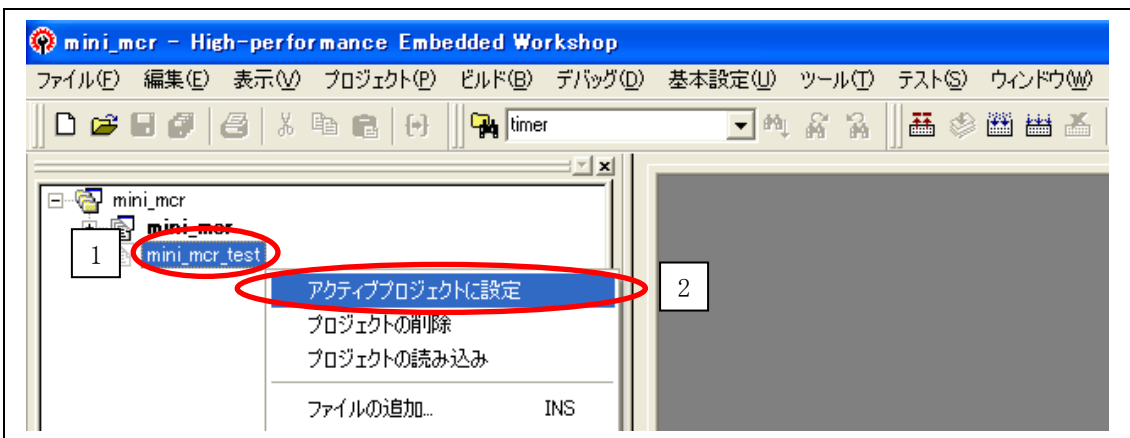 mini_mcr - High-performance Embedded Workshop
ファイル(F) 編集(E) 表示(V) プロジェクト(P) ビルド(B) デバッグ(D) 基本設定(U) ツール(T) テスト(S) ウィンドウ(W)
timer
mini_mcr
mini_mcr
1 mini_mcr_test
アクティブプロジェクトに設定 2
プロジェクトの削除
プロジェクトの読み込み
ファイルの追加... INS